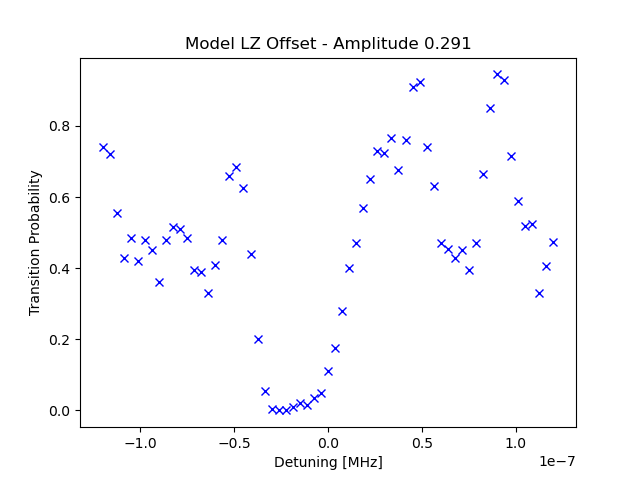 Model LZ Offset - Amplitude 0.291
Transition Probability
0.8
0.6
0.4
0.2
0.0
−1.0
−0.5
0.0
0.5
1.0
1e−7
Detuning [MHz]